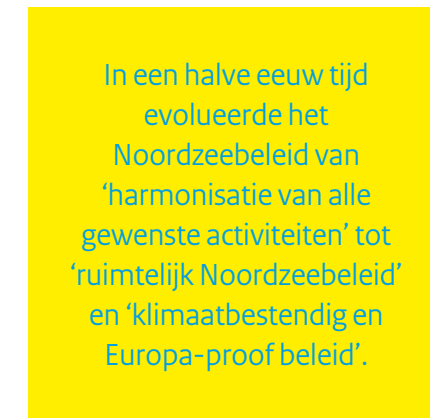 In een halve eeuw tijd
evolueerde het
Noordzeebeleid van
‘harmonisatie van alle
gewenste activiteiten’ tot
‘ruimtelijk Noordzeebeleid’
en ‘klimaatbestendig en
Europa-proof beleid’.